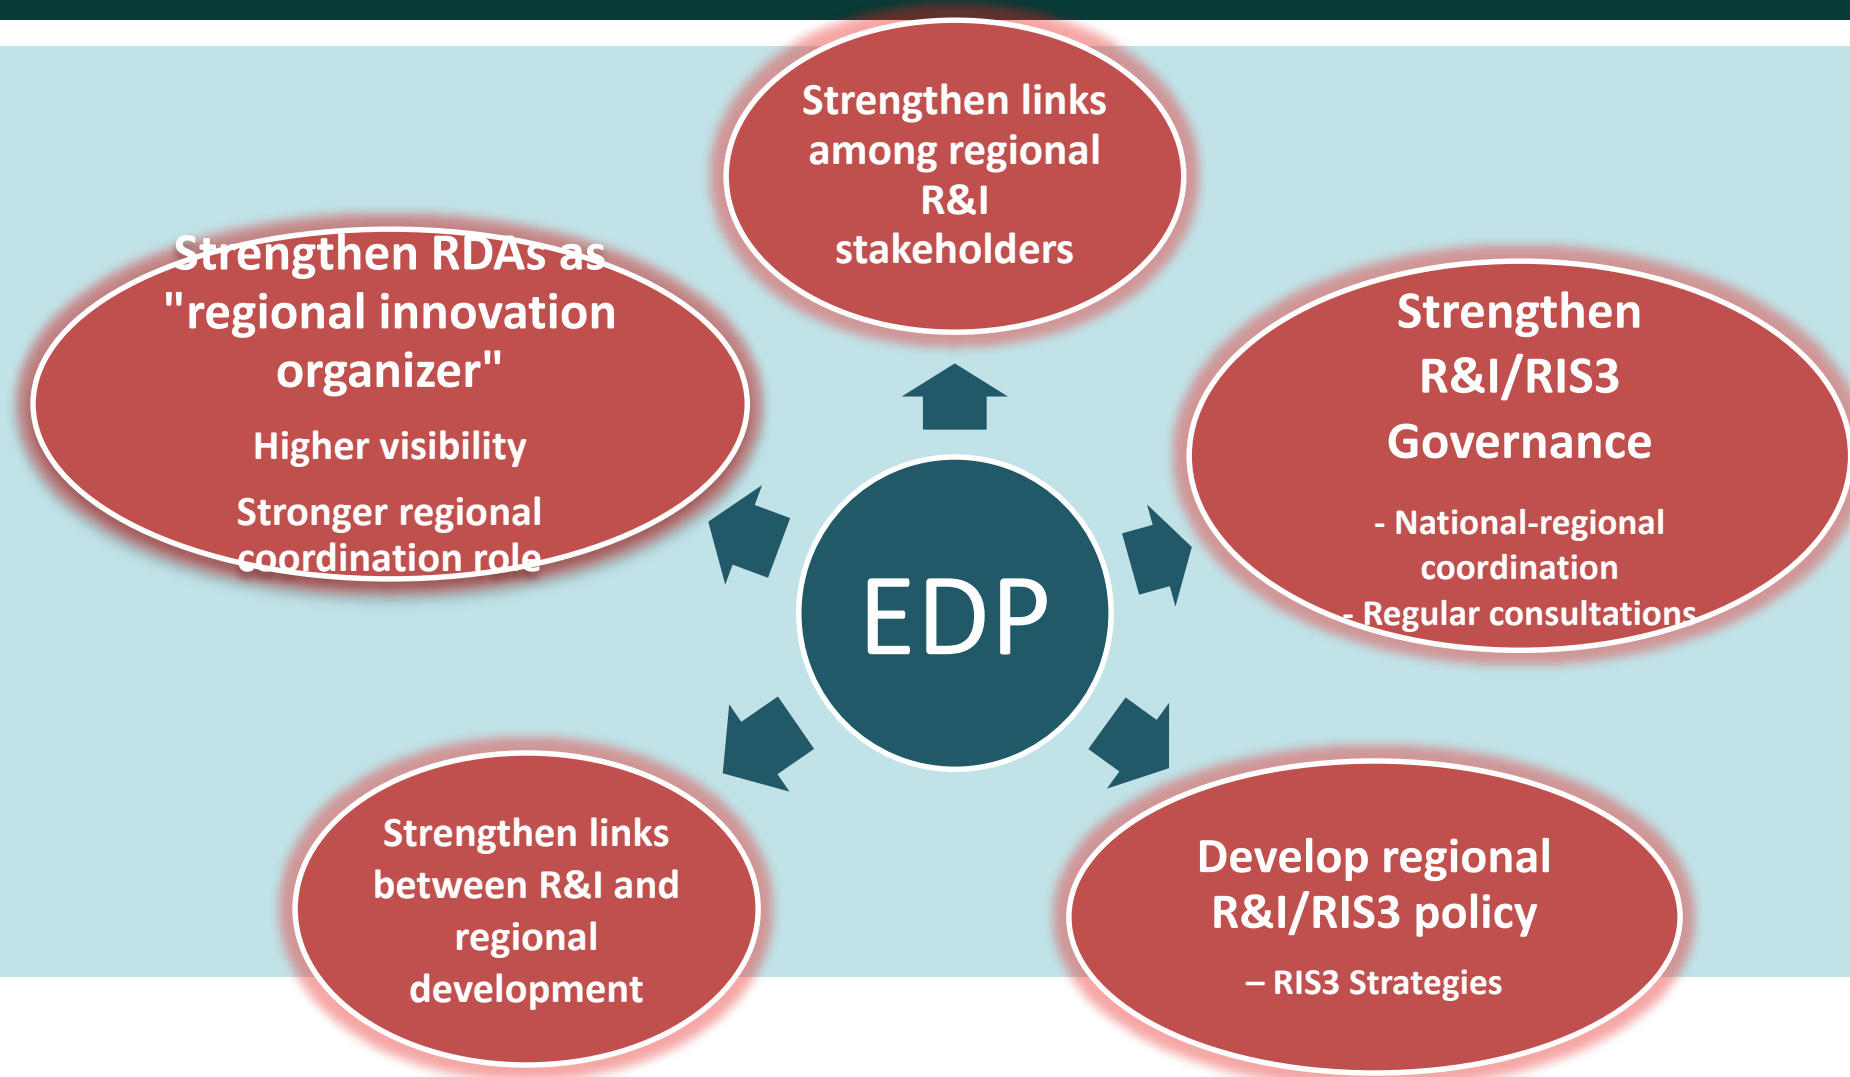 Strengthen links
among regional
R&I
stakeholders
Strengthen RDAs as
"regional innovation
organizer"
Higher visibility
Stronger regional
coordination role
Strengthen
R&I/RIS3
Governance
- National-regional
coordination
- Regular consultations
EDP
Strengthen links
between R&I and
regional
development
Develop regional
R&I/RIS3 policy
– RIS3 Strategies